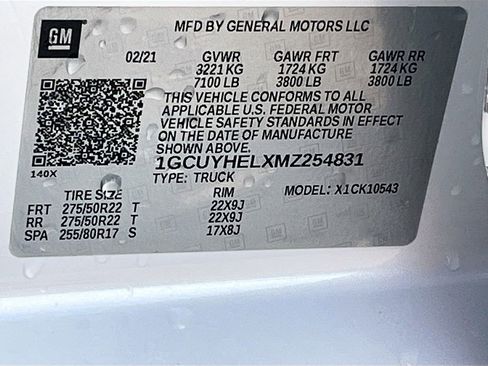 GM
MFD BY GENERAL MOTORS LLC
02/21 GVWR GAWR FRT GAWR RR
3221 KG 1724 KG 1724 KG
7100 LB 3800 LB 3800 LB
THIS VEHICLE CONFORMS TO ALL
APPLICABLE U.S. FEDERAL MOTOR
VEHICLE SAFETY STANDARDS IN EFFECT
ON THE DATE OF MANUFACTURE
SHOWN ABOVE.
140X
1GCUYHELXMZ254831
TYPE: TRUCK MODEL: X1CK10543
TIRE SIZE RIM
FRT 275/50R22 T 22X9J
RR 275/50R22 T 22X9J
SPA 255/80R17 S 17X8J